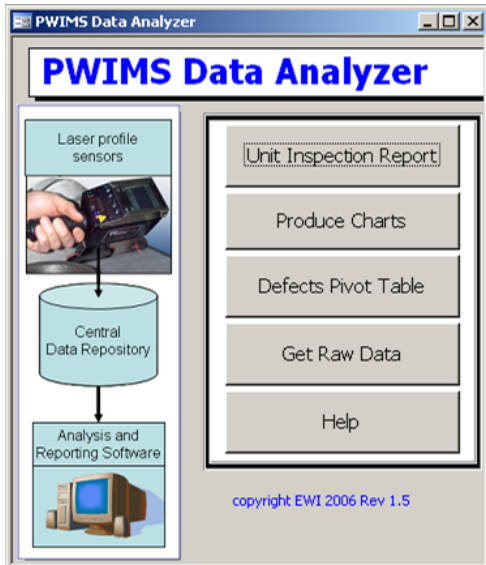 PWIMS Data Analyzer
PWIMS Data Analyzer
Laser profile
sensors
Central
Data Repository
Analysis and
Reporting Software
Unit Inspection Report
Produce Charts
Defects Pivot Table
Get Raw Data
Help
copyright EWI 2006 Rev 1.5